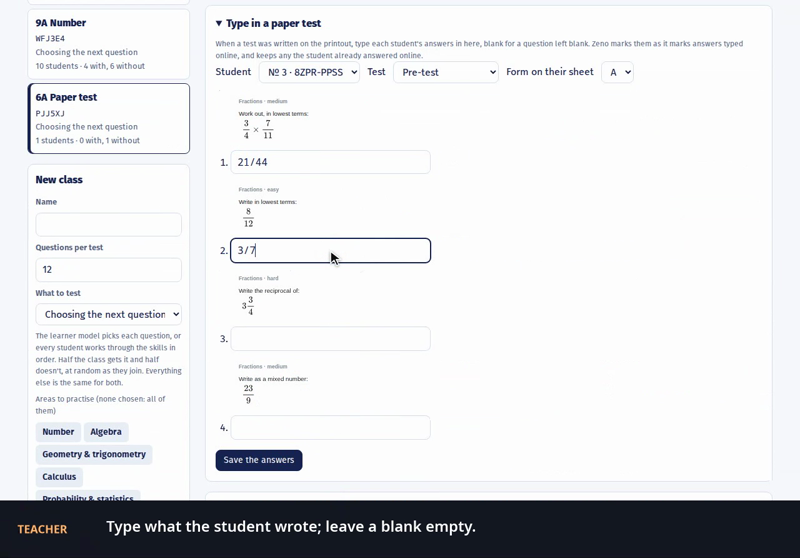 9A Number
WFJ3E4
Choosing the next question
10 students · 4 with, 6 without
6A Paper test
PJJ5XJ
Choosing the next question
1 students · 0 with, 1 without
New class
Name
Questions per test
12
What to test
Choosing the next question
The learner model picks each question, or
every student works through the skills in
order. Half the class gets it and half
doesn't, at random as they join. Everything
else is the same for both.
Areas to practise (none chosen: all of
them)
Number
Algebra
Geometry & trigonometry
Calculus
Probability & statistics
▼ Type in a paper test
When a test was written on the printout, type each student's answers in here, blank for a question left blank. Zeno marks them as it marks answers typed
online, and keeps any the student already answered online.
Student № 3 · 8ZPR-PPSS Test Pre-test Form on their sheet A
Fractions · medium
Work out, in lowest terms:
3/4 × 7/11
1. 21/44
Fractions · easy
Write in lowest terms:
8/12
2. 3/7
Fractions · hard
Write the reciprocal of:
3 3/4
3.
Fractions · medium
Write as a mixed number:
23/9
4.
Save the answers
TEACHER Type what the student wrote; leave a blank empty.